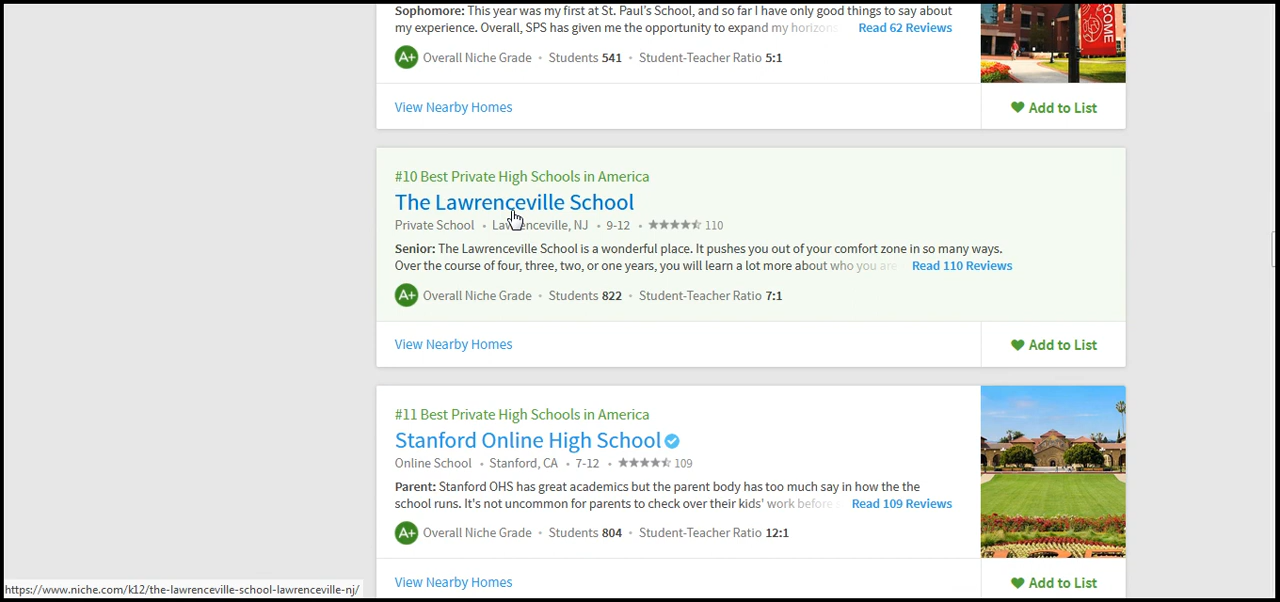 Sophomore: This year was my first at St. Paul's School, and so far I have only good things to say about
my experience. Overall, SPS has given me the opportunity to expand my horizons Read 62 Reviews
A+ Overall Niche Grade • Students 541 • Student-Teacher Ratio 5:1
View Nearby Homes
Add to List
#10 Best Private High Schools in America
The Lawrenceville School
Private School • Lawrenceville, NJ • 9-12 • 110
Senior: The Lawrenceville School is a wonderful place. It pushes you out of your comfort zone in so many ways.
Over the course of four, three, two, or one years, you will learn a lot more about who you are Read 110 Reviews
A+ Overall Niche Grade • Students 822 • Student-Teacher Ratio 7:1
View Nearby Homes
Add to List
#11 Best Private High Schools in America
Stanford Online High School
Online School • Stanford, CA • 7-12 • 109
Parent: Stanford OHS has great academics but the parent body has too much say in how the the
school runs. It's not uncommon for parents to check over their kids' work before Read 109 Reviews
A+ Overall Niche Grade • Students 804 • Student-Teacher Ratio 12:1
View Nearby Homes
Add to List
https://www.niche.com/k12/the-lawrenceville-school-lawrenceville-nj/